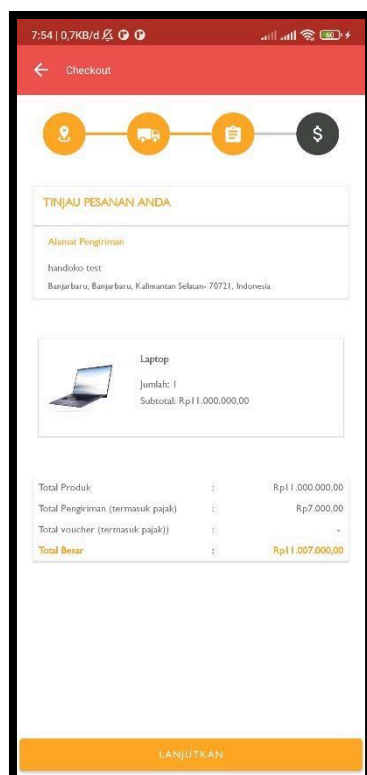 7:54 | 0,7KB/d
Checkout
$
TINJAU PESANAN ANDA
Alamat Pengiriman
handoko test
Banjarbaru, Banjarbaru, Kalimantan Selatan- 70721, Indonesia
Laptop
Jumlah: 1
Subtotal: Rp11.000.000,00
Total Produk : Rp11.000.000,00
Total Pengiriman (termasuk pajak) : Rp7.000,00
Total voucher (termasuk pajak)) : -
Total Besar : Rp11.007.000,00
LANJUTKAN